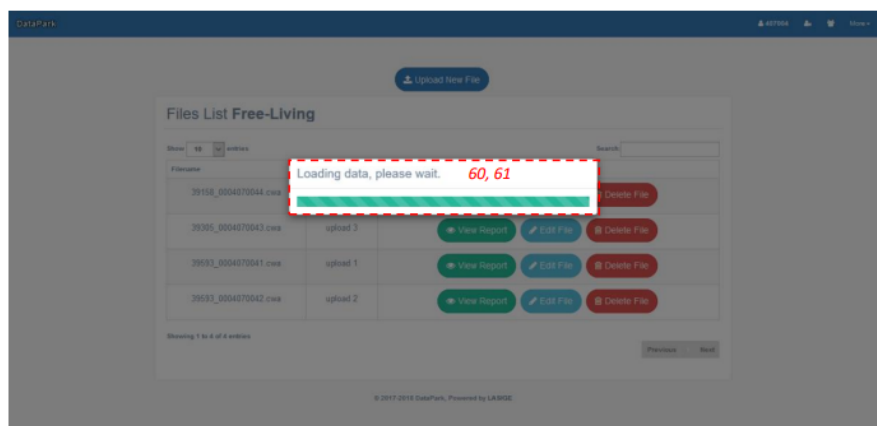 DataPark
More
Upload New File
Files List Free-Living
Show 10 entries
Search:
Filename
Loading data, please wait. 60, 61
39158_0004070044.cwa Delete File
39305_0004070043.cwa upload 3 View Report Edit File Delete File
39593_0004070041.cwa upload 1 View Report Edit File Delete File
39593_0004070042.cwa upload 2 View Report Edit File Delete File
Showing 1 to 4 of 4 entries
Previous Next
© 2017-2018 DataPark, Powered by